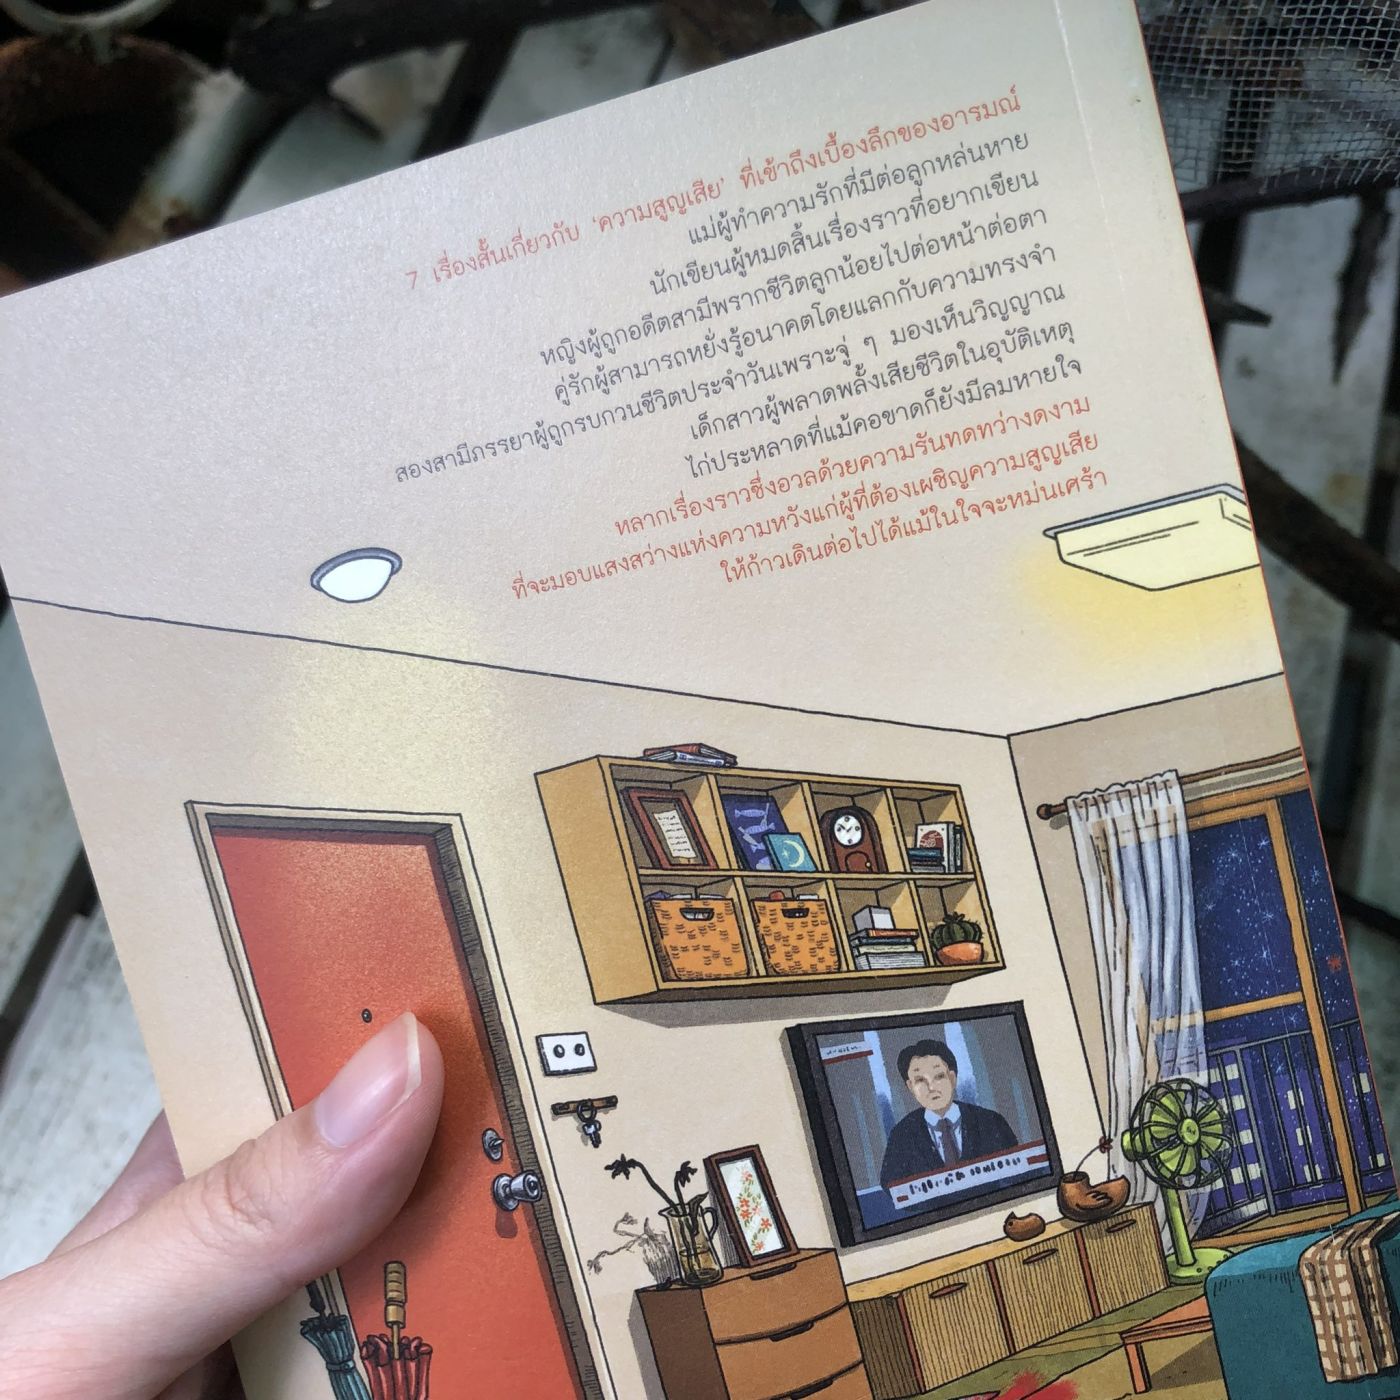 7 เรื่องสั้นเกี่ยวกับ ‘ความสูญเสีย’ ที่เข้าถึงเบื้องลึกของอารมณ์
แม่ผู้ทำความรักที่มีต่อลูกหล่นหาย
นักเขียนผู้หมดสิ้นเรื่องราวที่อยากเขียน
หญิงผู้ถูกอดีตสามีพรากชีวิตลูกน้อยไปต่อหน้าต่อตา
คู่รักผู้สามารถหยั่งรู้อนาคตโดยแลกกับความทรงจำ
สองสามีภรรยาผู้ถูกรบกวนชีวิตประจำวันเพราะจู่ ๆ มองเห็นวิญญาณ
เด็กสาวผู้พลาดพลั้งเสียชีวิตในอุบัติเหตุ
ไก่ประหลาดที่แม้คอขาดก็ยังมีลมหายใจ
หลากเรื่องราวซึ่งอวลด้วยความรันทดทว่างดงาม
ที่จะมอบแสงสว่างแห่งความหวังแก่ผู้ที่ต้องเผชิญความสูญเสีย
ให้ก้าวเดินต่อไปได้แม้ในใจจะหม่นเศร้า